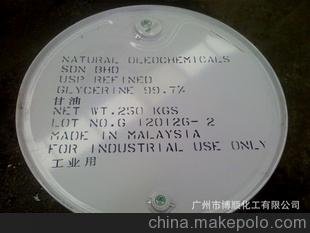 NATURAL OLEOCHEMICALS
SDN BHD
USP REFINED
GLYCERINE 99.7%
甘油
NET WT.250 KGS
LOT NO.G 12012G-2
MADE IN MALAYSIA
FOR INDUSTRIAL USE ONLY
工业用
广州市博顺化工有限公司
china.makepolo.com